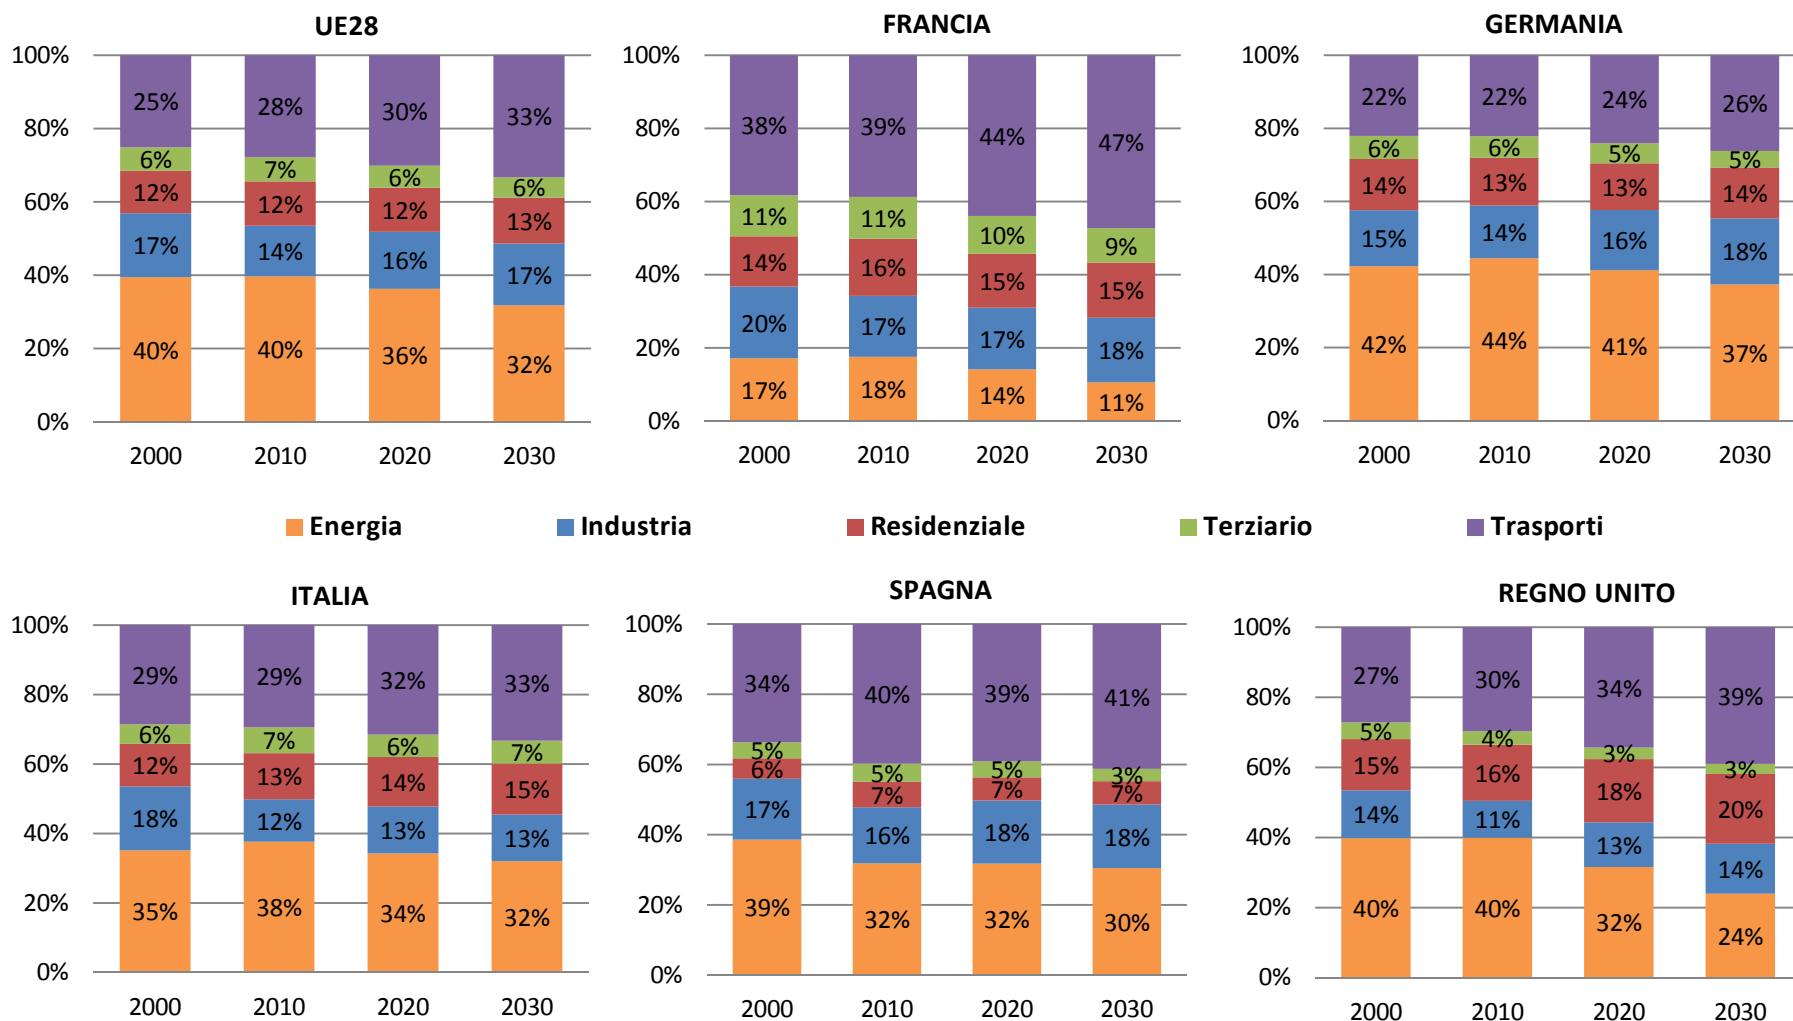 UE28
100%
80%
60%
40%
20%
0%
25% 28% 30% 33%
6% 7% 6% 6%
12% 12% 12% 13%
17% 14% 16% 17%
40% 40% 36% 32%
2000 2010 2020 2030
FRANCIA
100%
80%
60%
40%
20%
0%
38% 39% 44% 47%
11% 11% 10% 9%
14% 16% 15% 15%
20% 17% 17% 18%
17% 18% 14% 11%
2000 2010 2020 2030
GERMANIA
100%
80%
60%
40%
20%
0%
22% 22% 24% 26%
6% 6% 5% 5%
14% 13% 13% 14%
15% 14% 16% 18%
42% 44% 41% 37%
2000 2010 2020 2030
Energia Industria Residenziale Terziario Trasporti
ITALIA
100%
80%
60%
40%
20%
0%
29% 29% 32% 33%
6% 7% 6% 7%
12% 13% 14% 15%
18% 12% 13% 13%
35% 38% 34% 32%
2000 2010 2020 2030
SPAGNA
100%
80%
60%
40%
20%
0%
34% 40% 39% 41%
5% 5% 5% 3%
6% 7% 7% 7%
17% 16% 18% 18%
39% 32% 32% 30%
2000 2010 2020 2030
REGNO UNITO
100%
80%
60%
40%
20%
0%
27% 30% 34% 39%
5% 4% 3% 3%
15% 16% 18% 20%
14% 11% 13% 14%
40% 40% 32% 24%
2000 2010 2020 2030